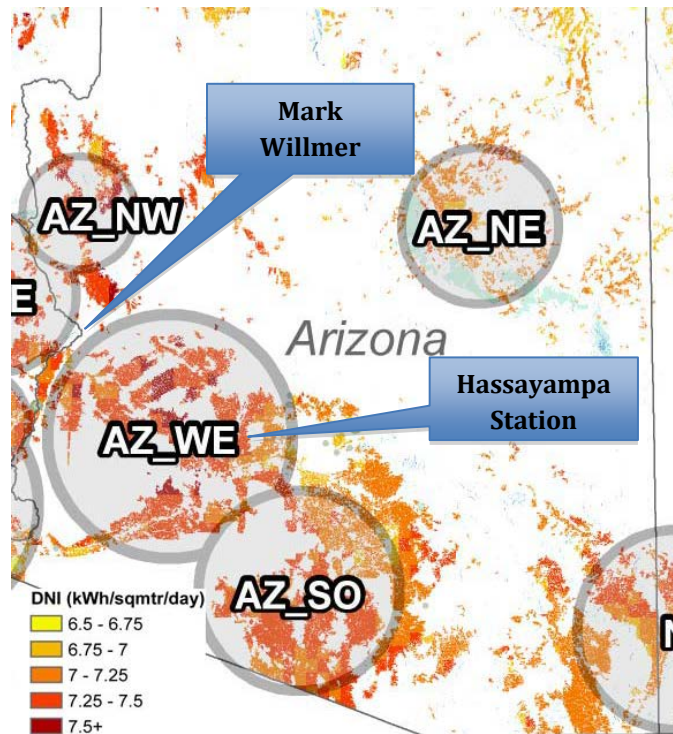 Mark
Willmer
AZ_NW
AZ_NE
E
Arizona
Hassayampa
Station
AZ_WE
AZ_SO
N
DNI (kWh/sqmtr/day)
6.5 - 6.75
6.75 - 7
7 - 7.25
7.25 - 7.5
7.5+